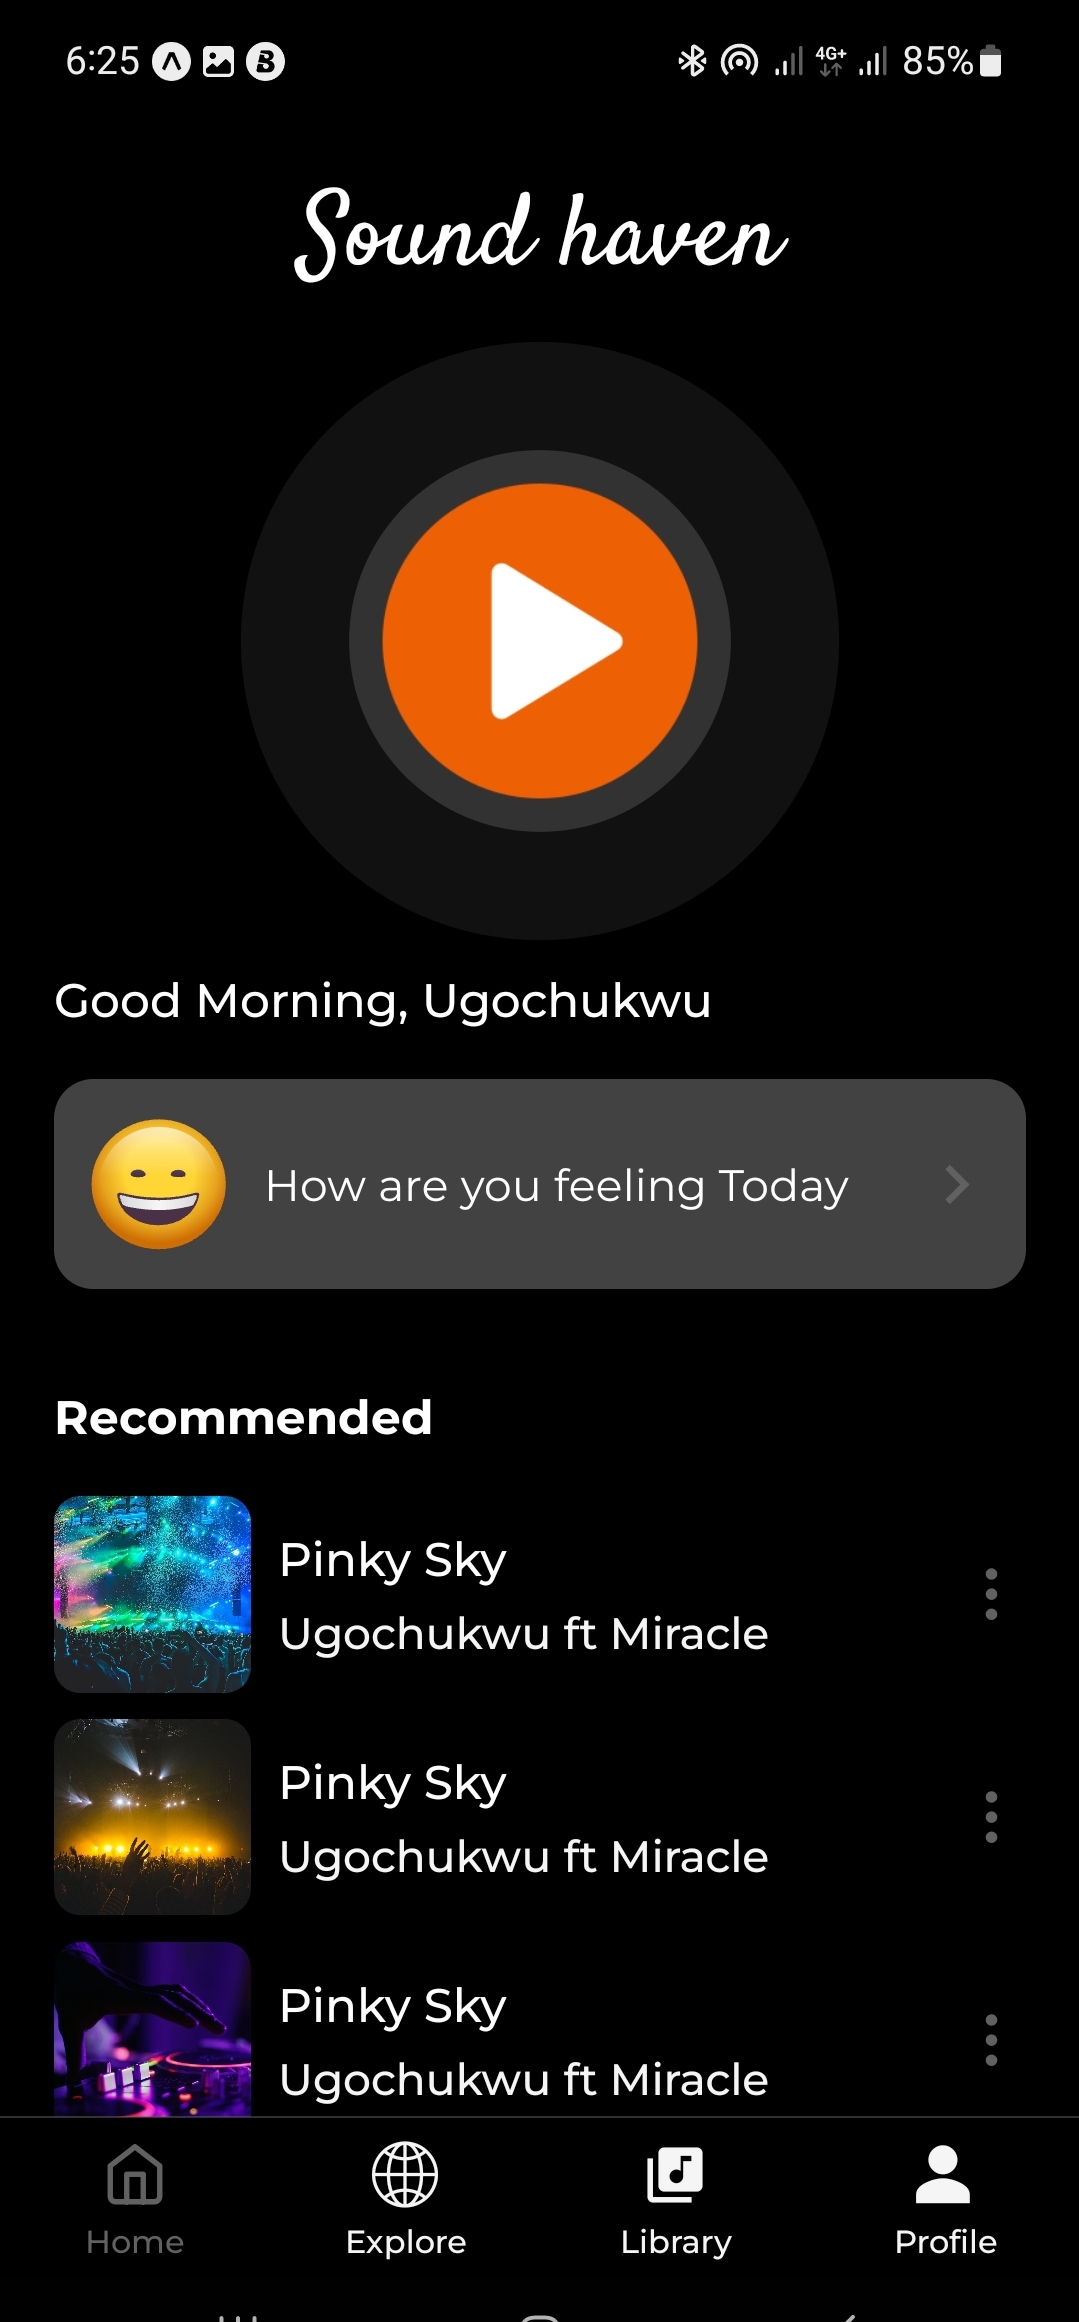 6:25
4G+
85%
Sound haven
Good Morning, Ugochukwu
How are you feeling Today
Recommended
Pinky Sky
Ugochukwu ft Miracle
Pinky Sky
Ugochukwu ft Miracle
Pinky Sky
Ugochukwu ft Miracle
Home
Explore
Library
Profile